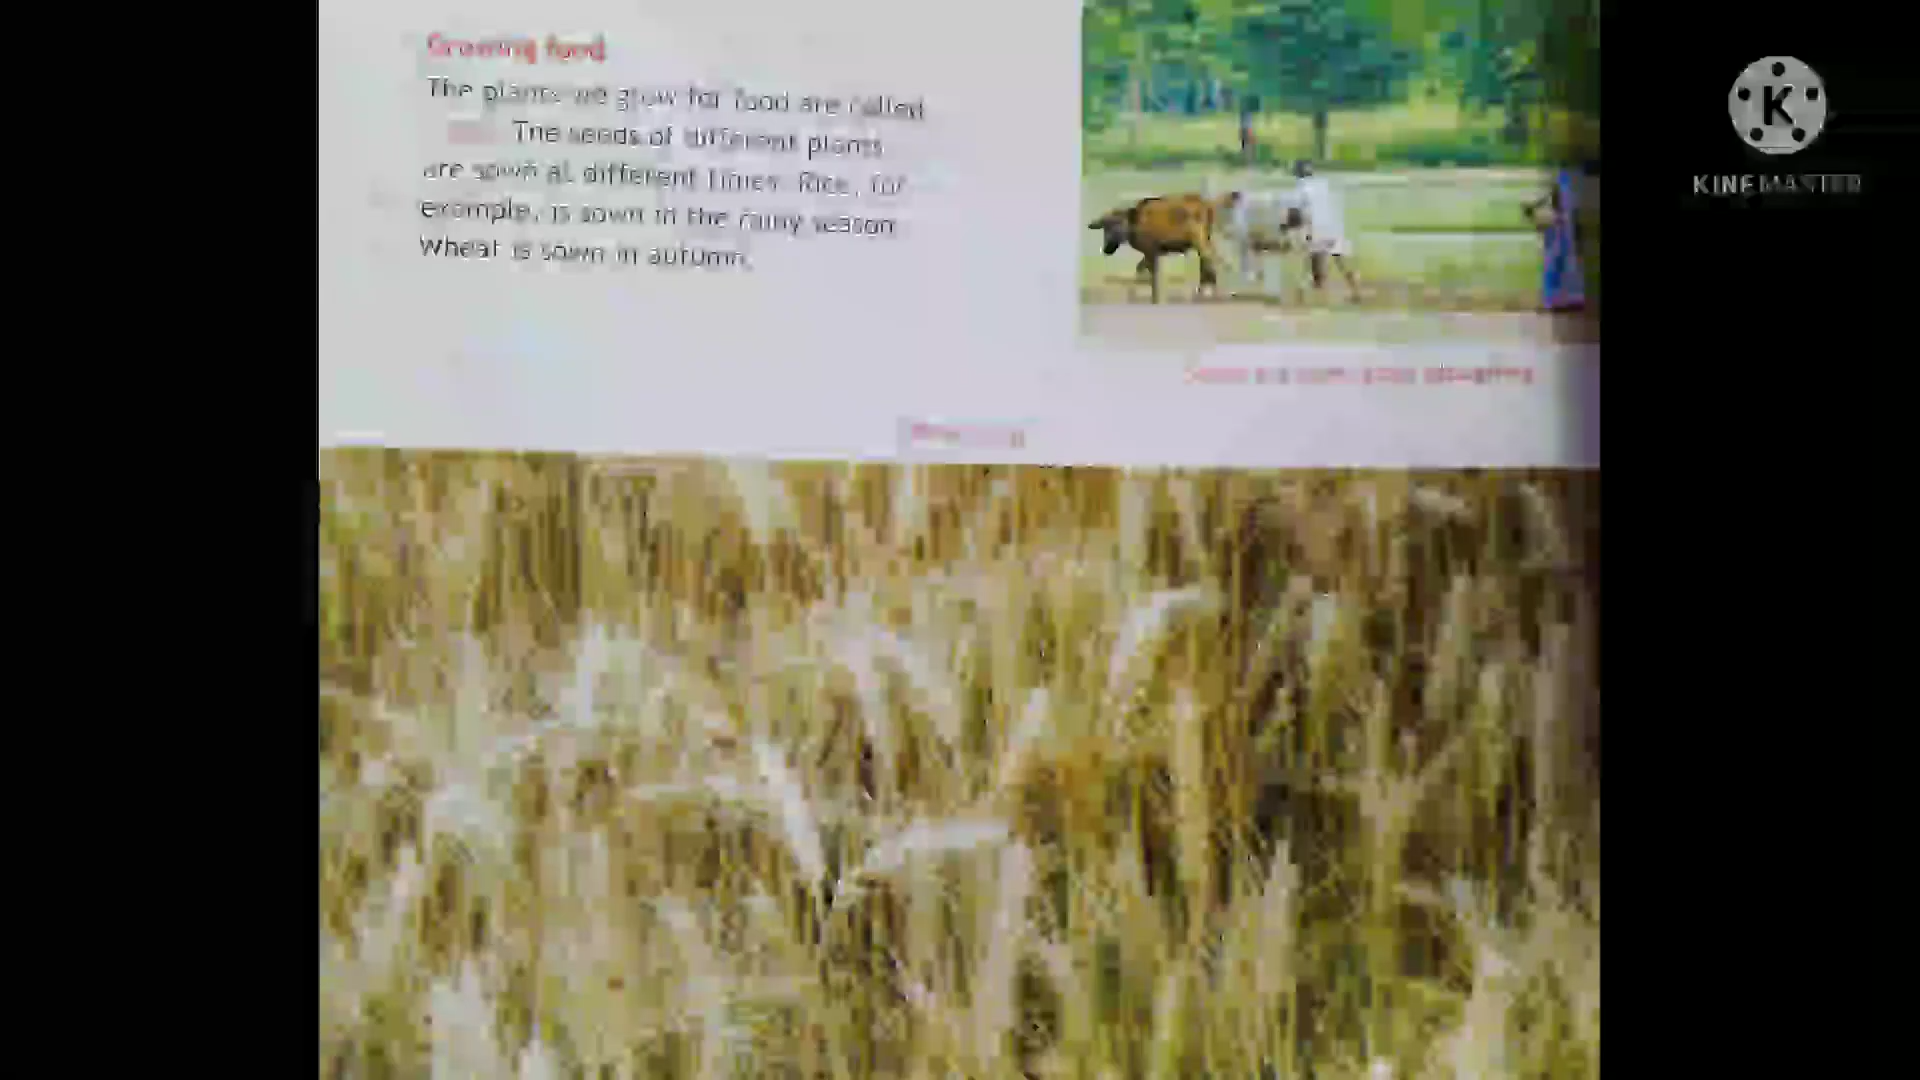 Growing food
The plants we grow for food are called
The seeds of different plants
are sown at different times. Rice, for
example, is sown in the rainy season.
Wheat is sown in autumn.
KINEMASTER